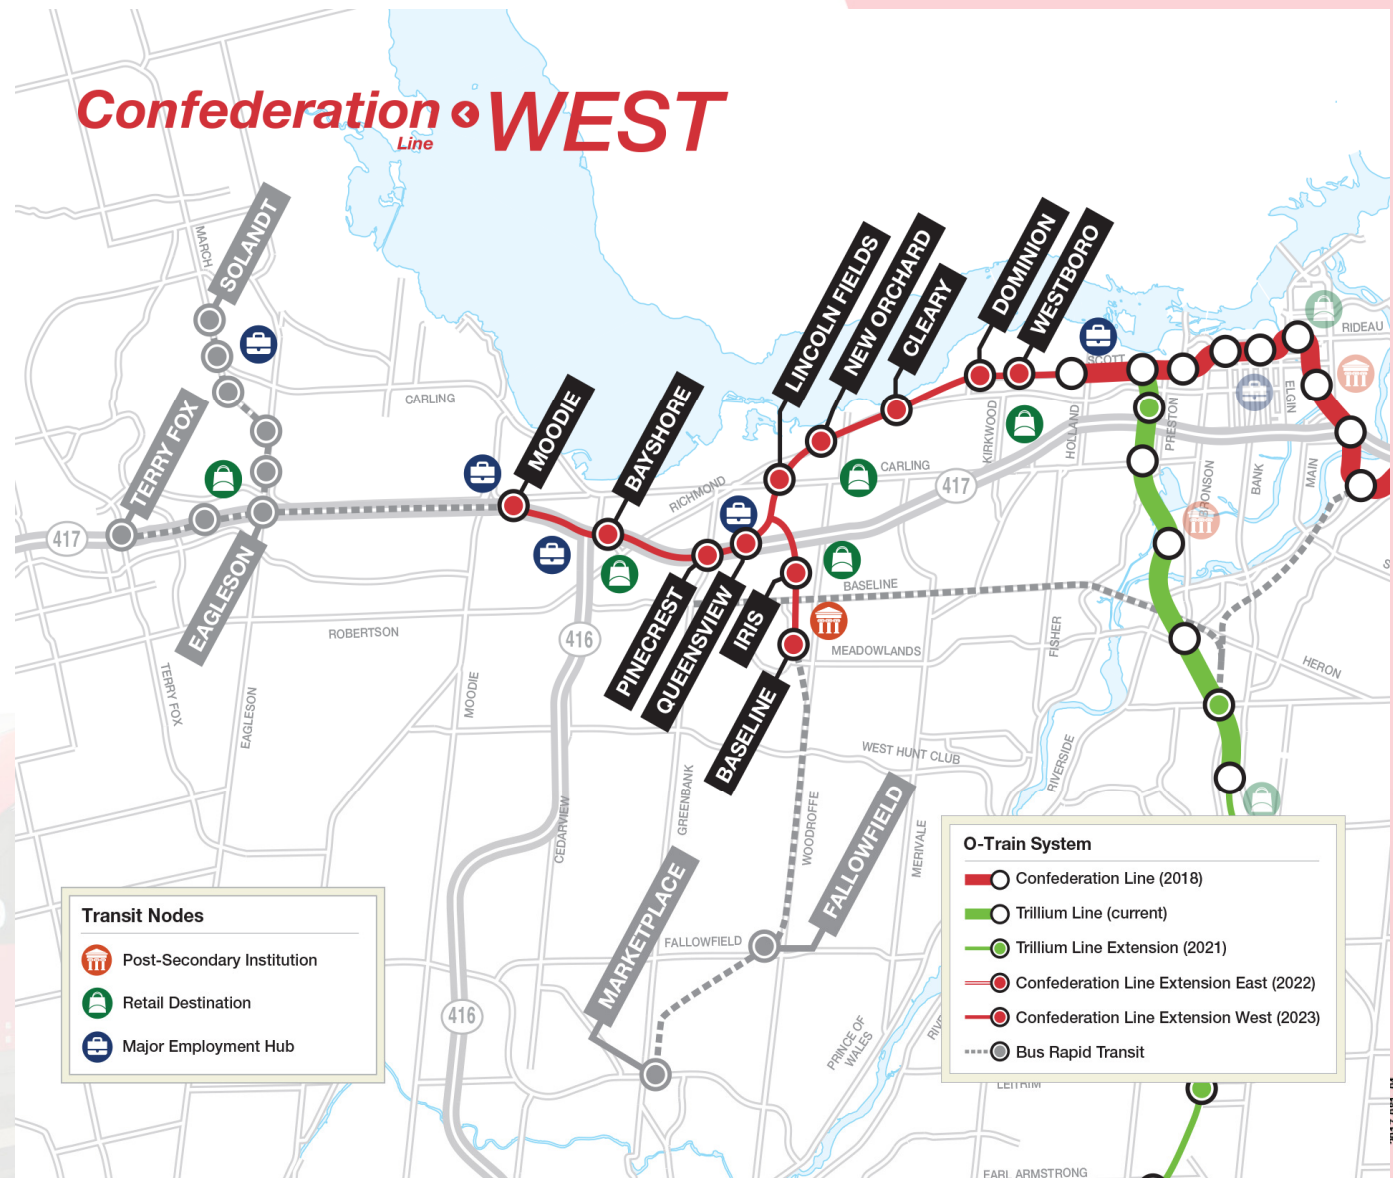 Confederation WEST
Line
SOLANDT
MARCH
TERRY FOX
EAGLESON
MOODIE
BAYSHORE
LINCOLN FIELDS
NEW ORCHARD
CLEARY
DOMINION
WESTBORO
PINECREST
QUEENSVIEW
IRIS
BASELINE
MARKETPLACE
FALLOWFIELD
RIDEAU
SCOTT
ELGIN
PRESTON
KIRKWOOD
HOLLAND
CARLING
CARLING
RICHMOND
417
417
BRONSON
BANK
MAIN
BASELINE
ROBERTSON
416
MEADOWLANDS
FISHER
HERON
TERRY FOX
EAGLESON
MOODIE
WEST HUNT CLUB
RIVERSIDE
GREENBANK
CEDARVIEW
WOODROFFE
MERIVALE
FALLOWFIELD
416
PRINCE OF
WALES
LEITRIM
EARL ARMSTRONG
Transit Nodes
Post-Secondary Institution
Retail Destination
Major Employment Hub
O-Train System
Confederation Line (2018)
Trillium Line (current)
Trillium Line Extension (2021)
Confederation Line Extension East (2022)
Confederation Line Extension West (2023)
Bus Rapid Transit